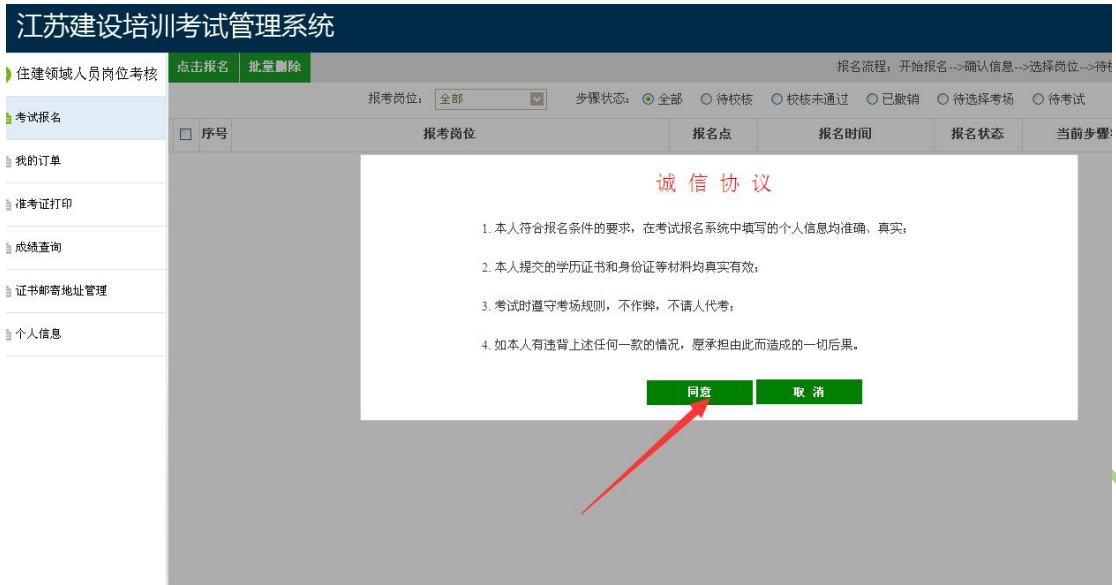 江苏建设培训考试管理系统
住建领域人员岗位考核
考试报名
我的订单
准考证打印
成绩查询
证书邮寄地址管理
个人信息
点击报名 批量删除 报名流程：开始报名-->确认信息-->选择岗位-->待校
报考岗位： 全部 步骤状态： 全部 待校核 校核未通过 已撤销 待选择考场 待考试
序号 报考岗位 报名点 报名时间 报名状态 当前步骤
诚 信 协 议
1. 本人符合报名条件的要求，在考试报名系统中填写的个人信息均准确、真实；
2. 本人提交的学历证书和身份证等材料均真实有效；
3. 考试时遵守考场规则，不作弊，不请人代考；
4. 如本人有违背上述任何一款的情况，愿承担由此而造成的一切后果。
同意 取 消